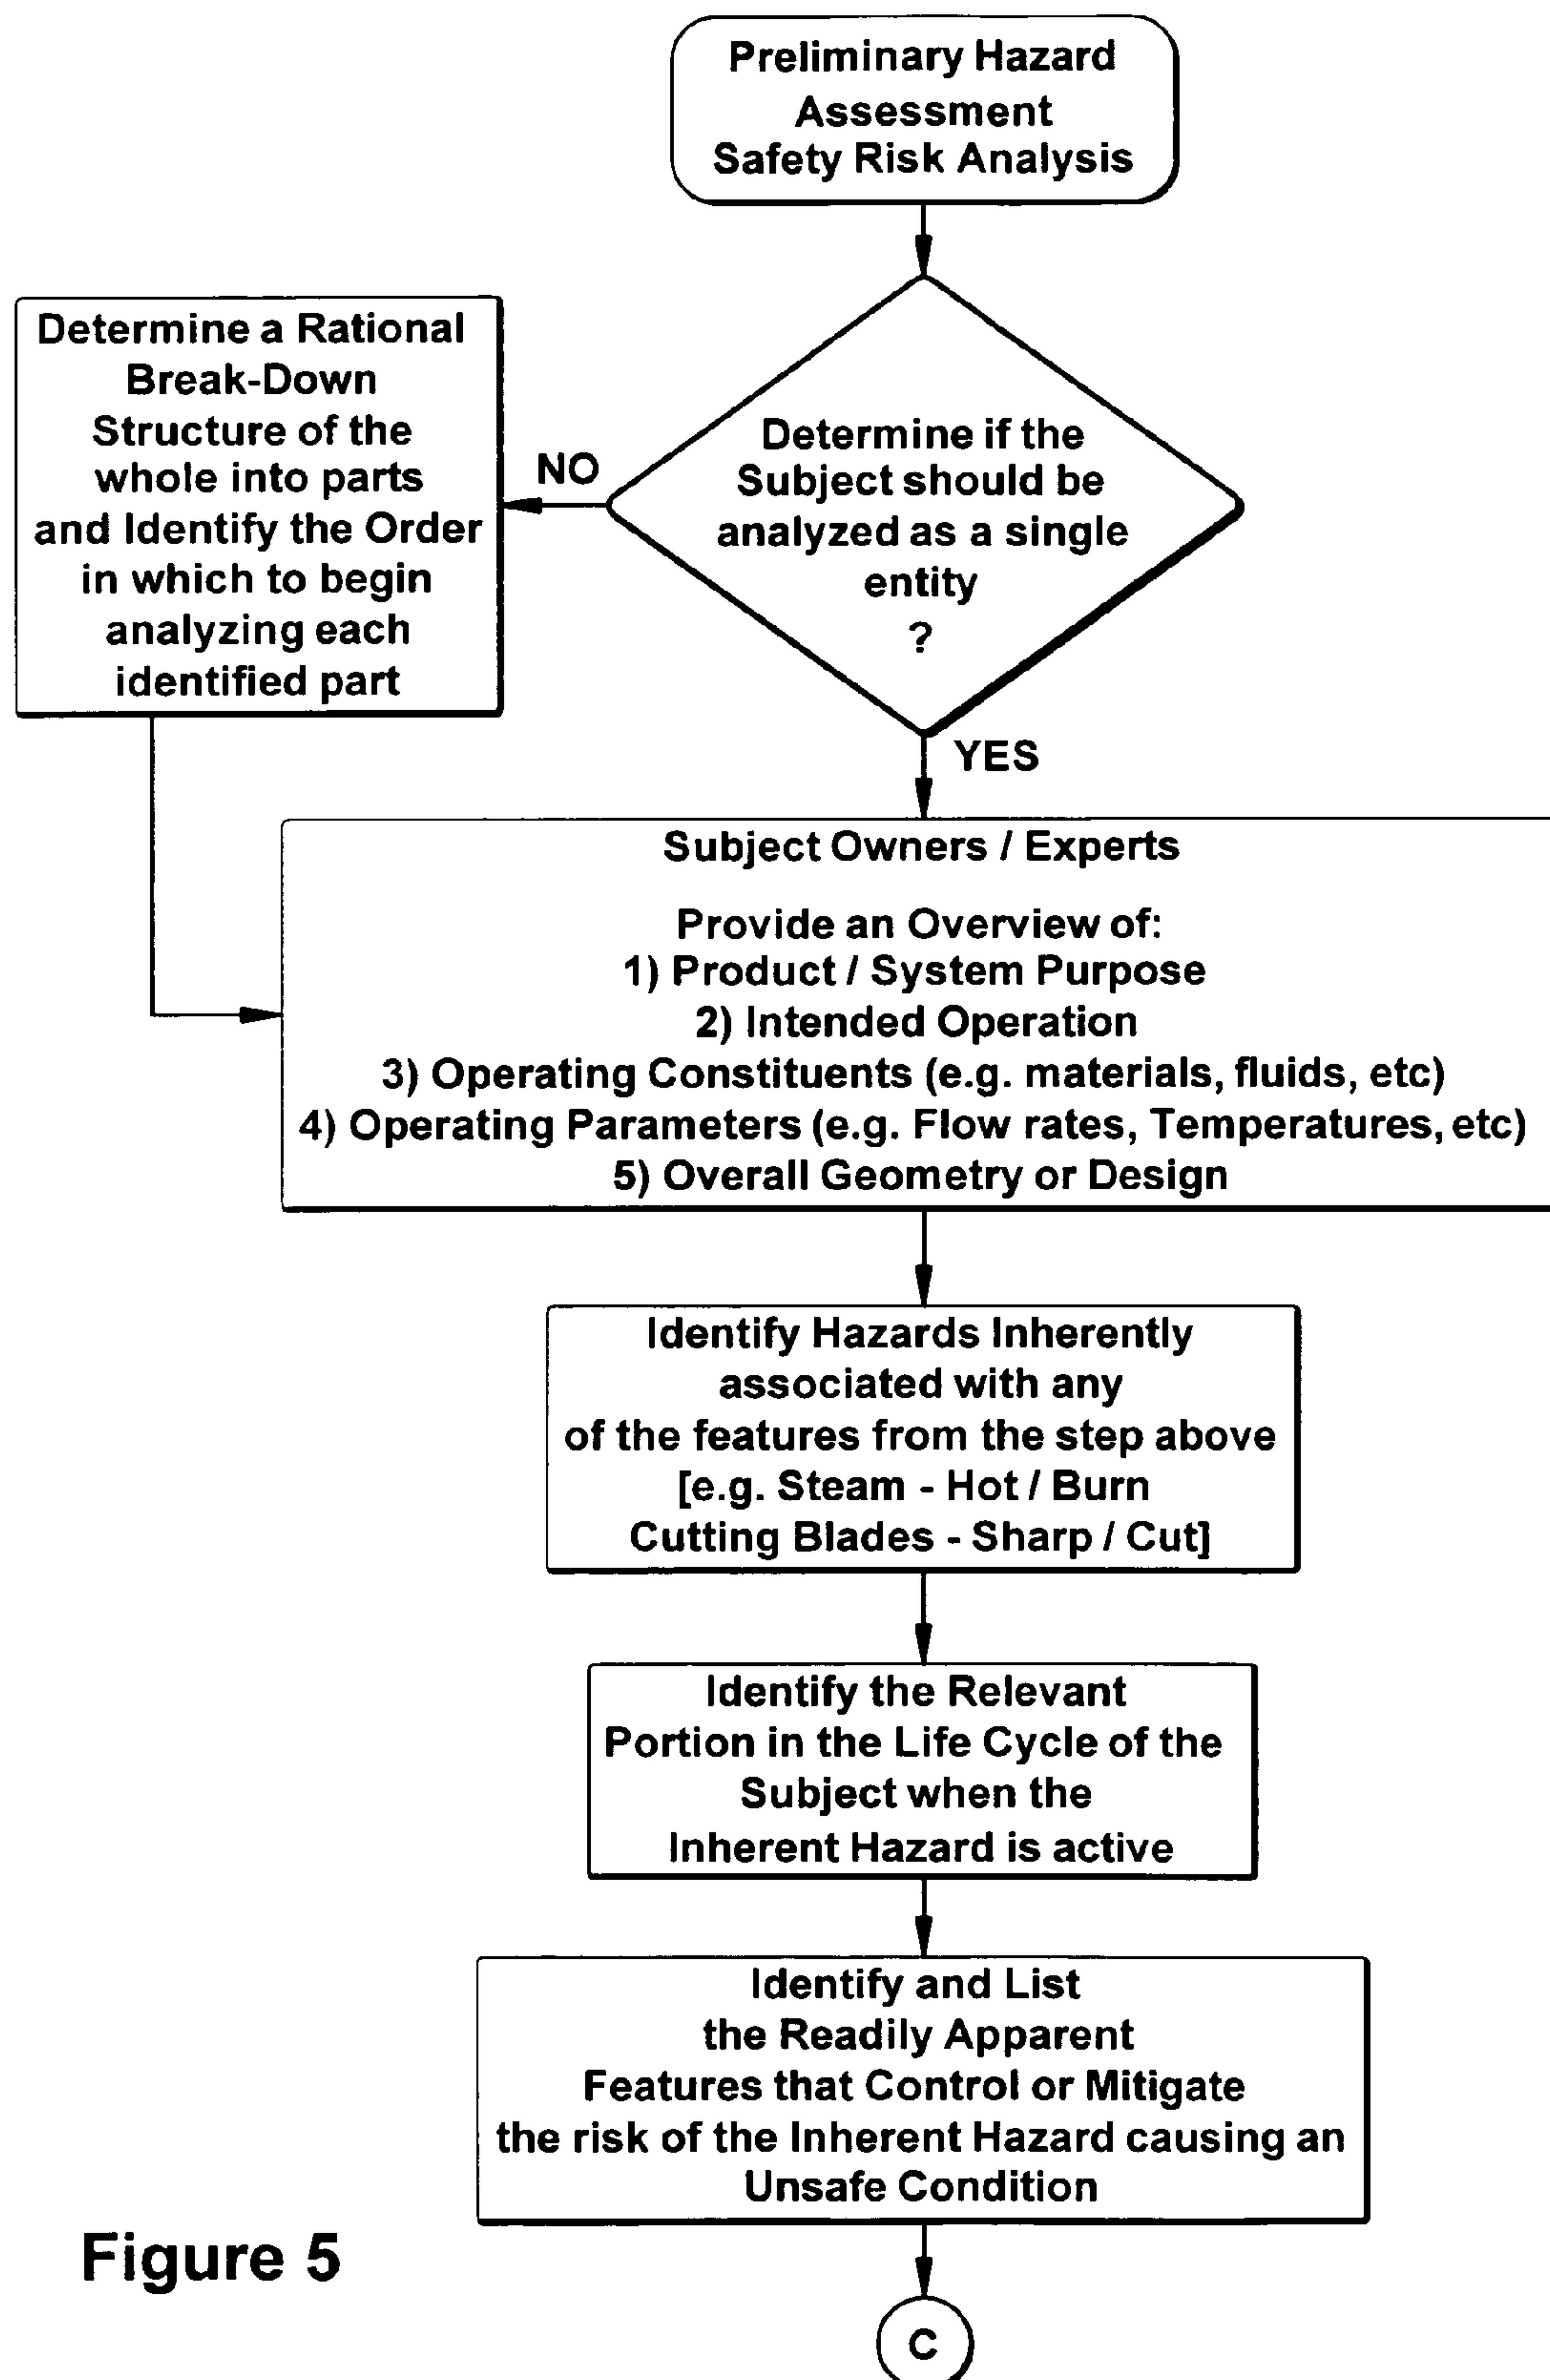 Preliminary Hazard
Assessment
Safety Risk Analysis
Determine if the
Subject should be
analyzed as a single
entity
?
NO
Determine a Rational
Break-Down
Structure of the
whole into parts
and Identify the Order
in which to begin
analyzing each
identified part
YES
Subject Owners / Experts
Provide an Overview of:
1) Product / System Purpose
2) Intended Operation
3) Operating Constituents (e.g. materials, fluids, etc)
4) Operating Parameters (e.g. Flow rates, Temperatures, etc)
5) Overall Geometry or Design
Identify Hazards Inherently
associated with any
of the features from the step above
[e.g. Steam - Hot / Burn
Cutting Blades - Sharp / Cut]
Identify the Relevant
Portion in the Life Cycle of the
Subject when the
Inherent Hazard is active
Identify and List
the Readily Apparent
Features that Control or Mitigate
the risk of the Inherent Hazard causing an
Unsafe Condition
Figure 5
C